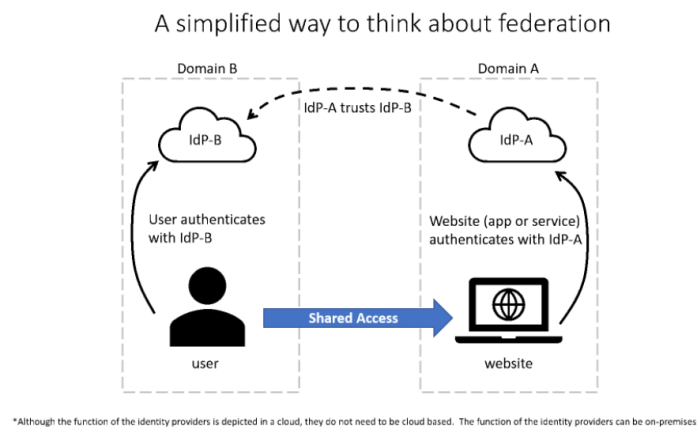 A simplified way to think about federation
Domain B
Domain A
IdP-A trusts IdP-B
IdP-B
IdP-A
User authenticates
with IdP-B
Website (app or service)
authenticates with IdP-A
Shared Access
user
website
*Although the function of the identity providers is depicted in a cloud, they do not need to be cloud based. The function of the identity providers can be on-premises